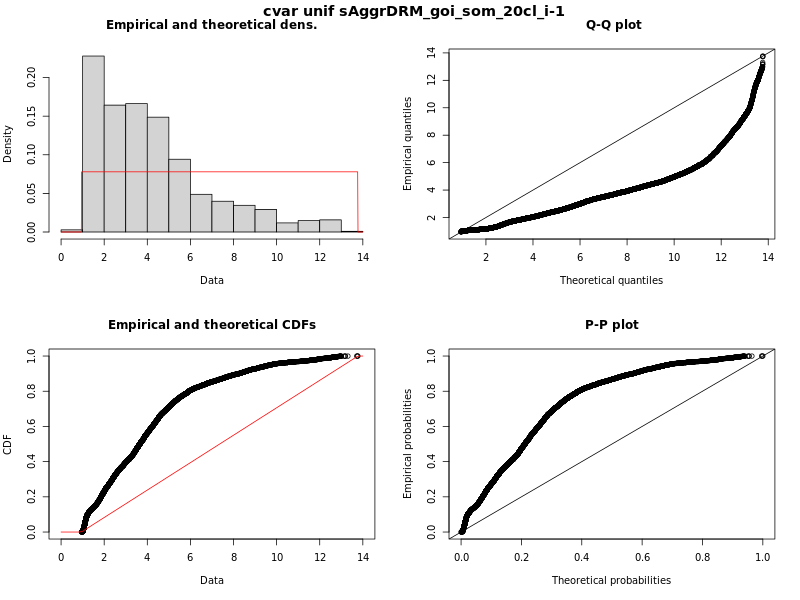 cvar unif sAggrDRM_goi_som_20cl_i-1
Empirical and theoretical dens.
Density
0.00 0.05 0.10 0.15 0.20
0 2 4 6 8 10 12 14
Data
Q-Q plot
Empirical quantiles
2 4 6 8 10 12 14
2 4 6 8 10 12 14
Theoretical quantiles
Empirical and theoretical CDFs
CDF
0.0 0.2 0.4 0.6 0.8 1.0
0 2 4 6 8 10 12 14
Data
P-P plot
Empirical probabilities
0.0 0.2 0.4 0.6 0.8 1.0
0.0 0.2 0.4 0.6 0.8 1.0
Theoretical probabilities